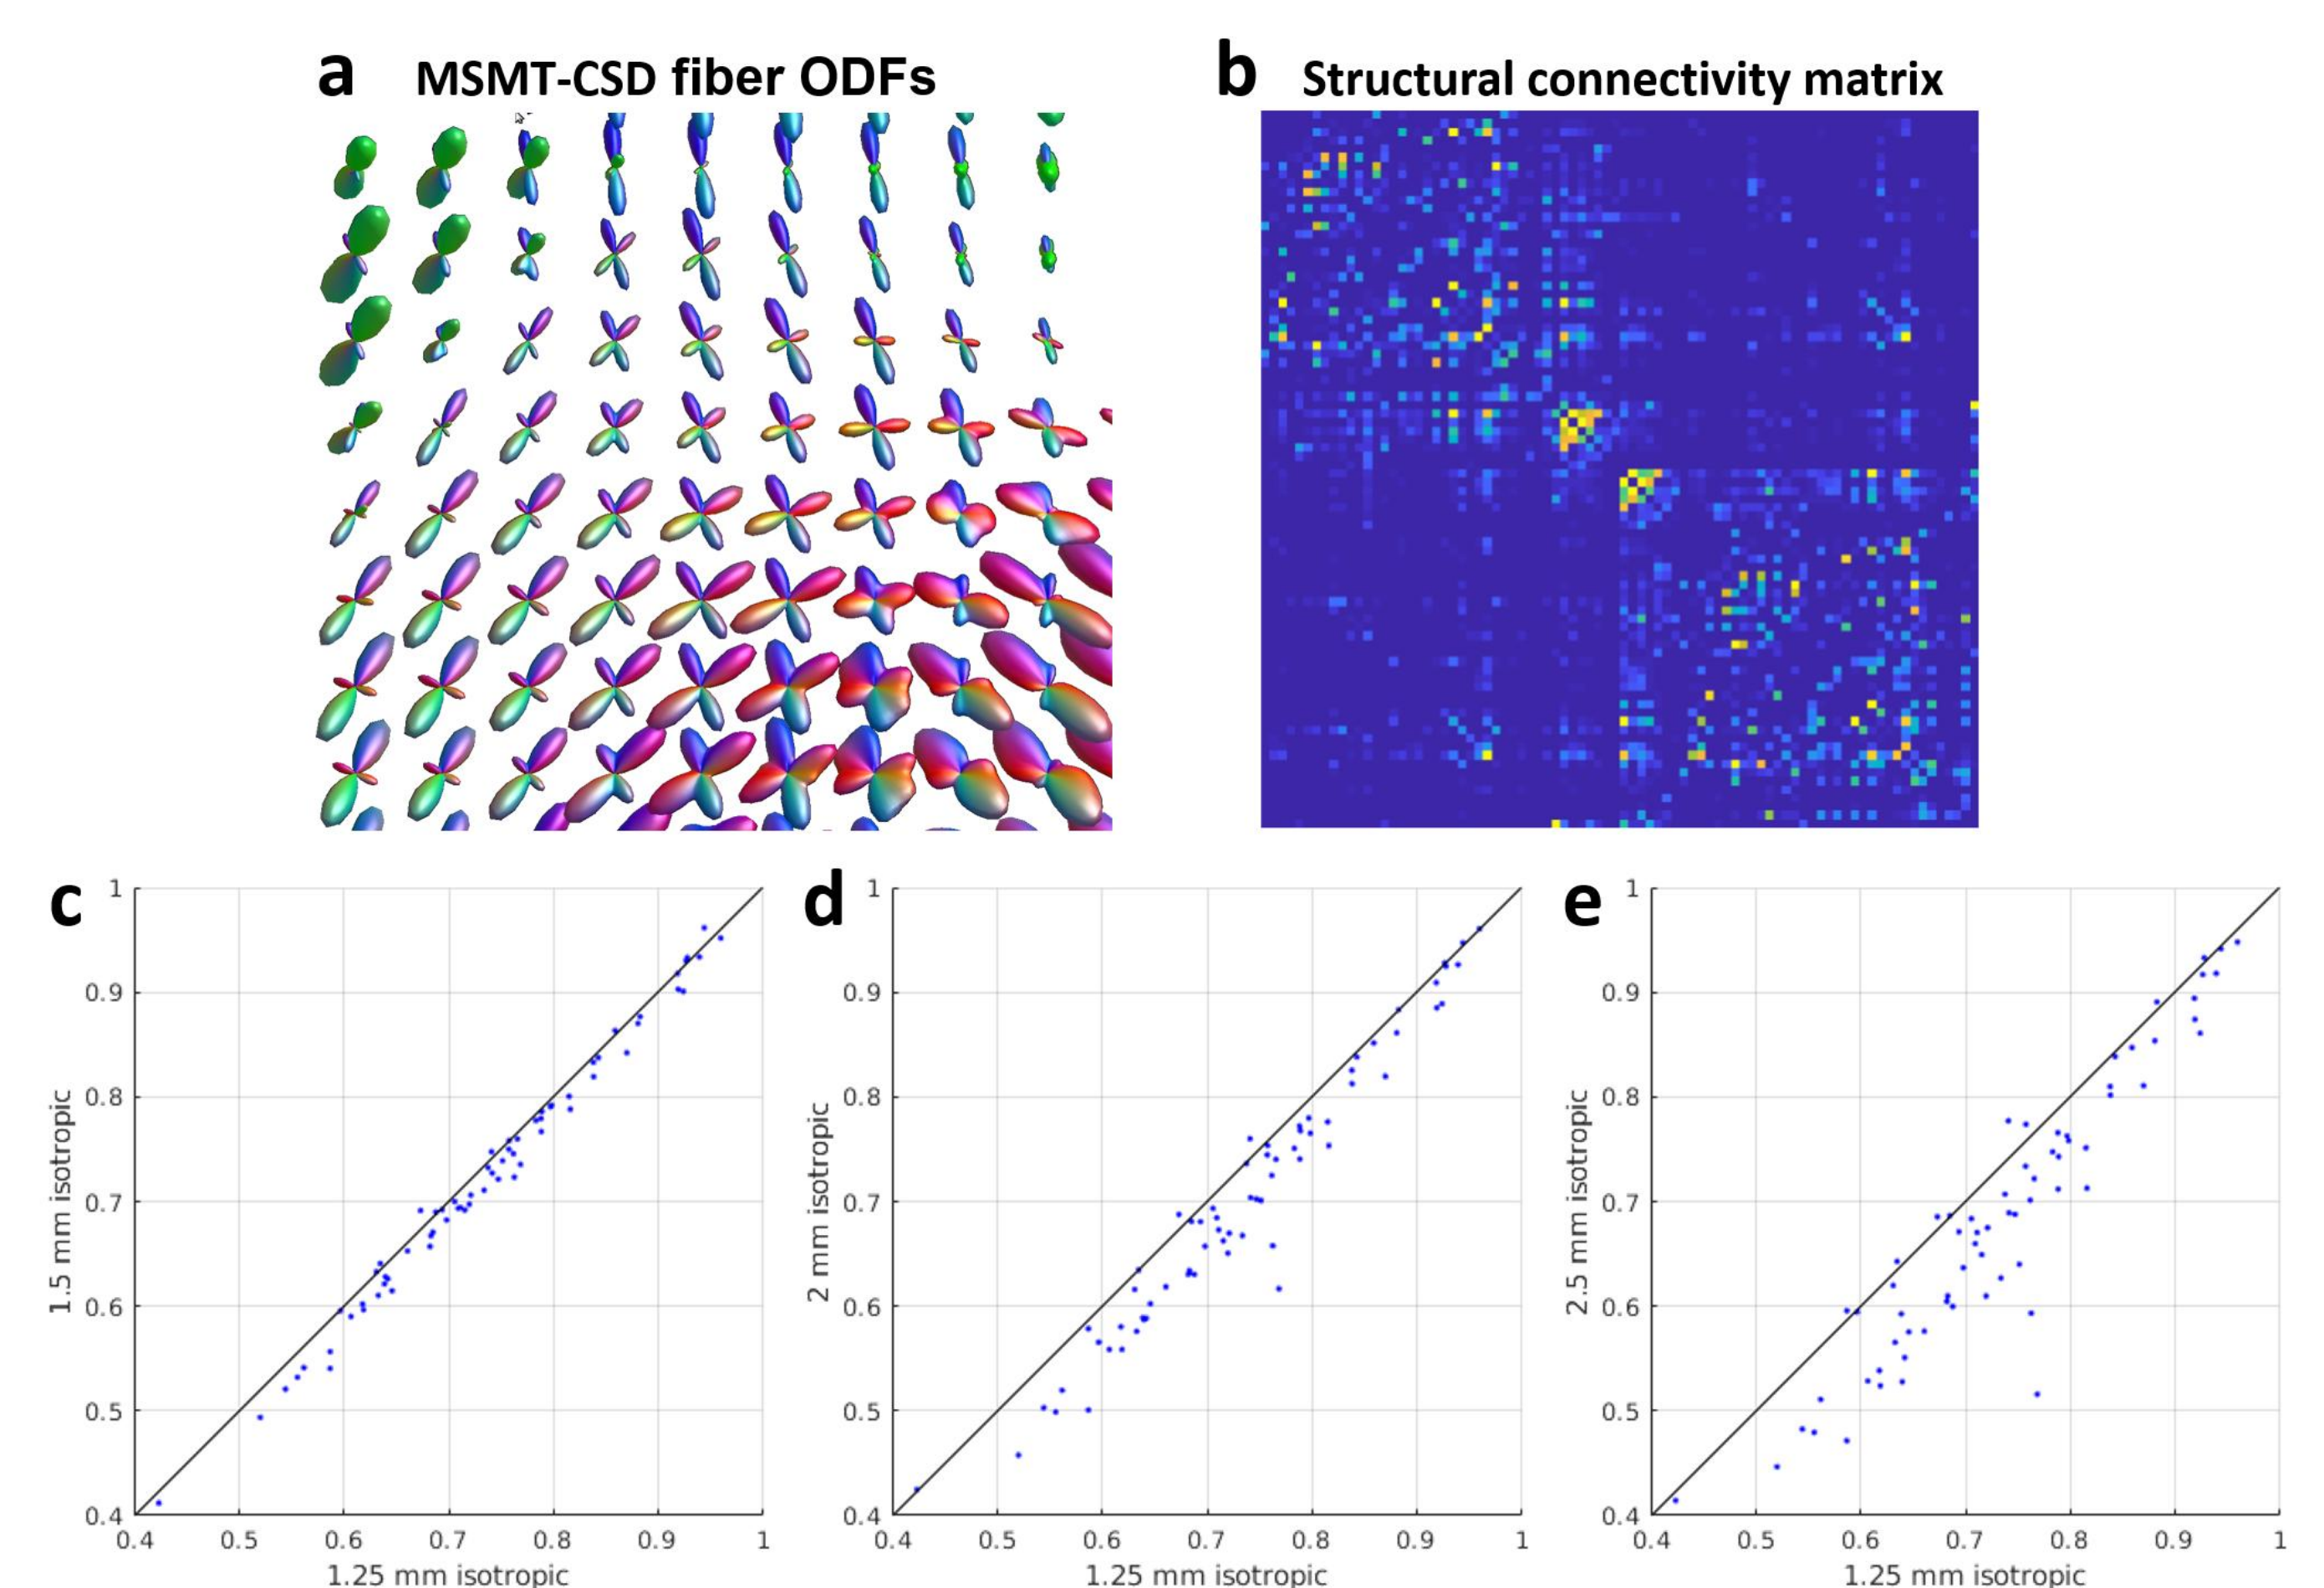 a MSMT-CSD fiber ODFs
b Structural connectivity matrix
c
1
0.9
0.8
0.7
0.6
0.5
0.4
1.5 mm isotropic
0.4 0.5 0.6 0.7 0.8 0.9 1
1.25 mm isotropic
d
1
0.9
0.8
0.7
0.6
0.5
0.4
2 mm isotropic
0.4 0.5 0.6 0.7 0.8 0.9 1
1.25 mm isotropic
e
1
0.9
0.8
0.7
0.6
0.5
0.4
2.5 mm isotropic
0.4 0.5 0.6 0.7 0.8 0.9 1
1.25 mm isotropic